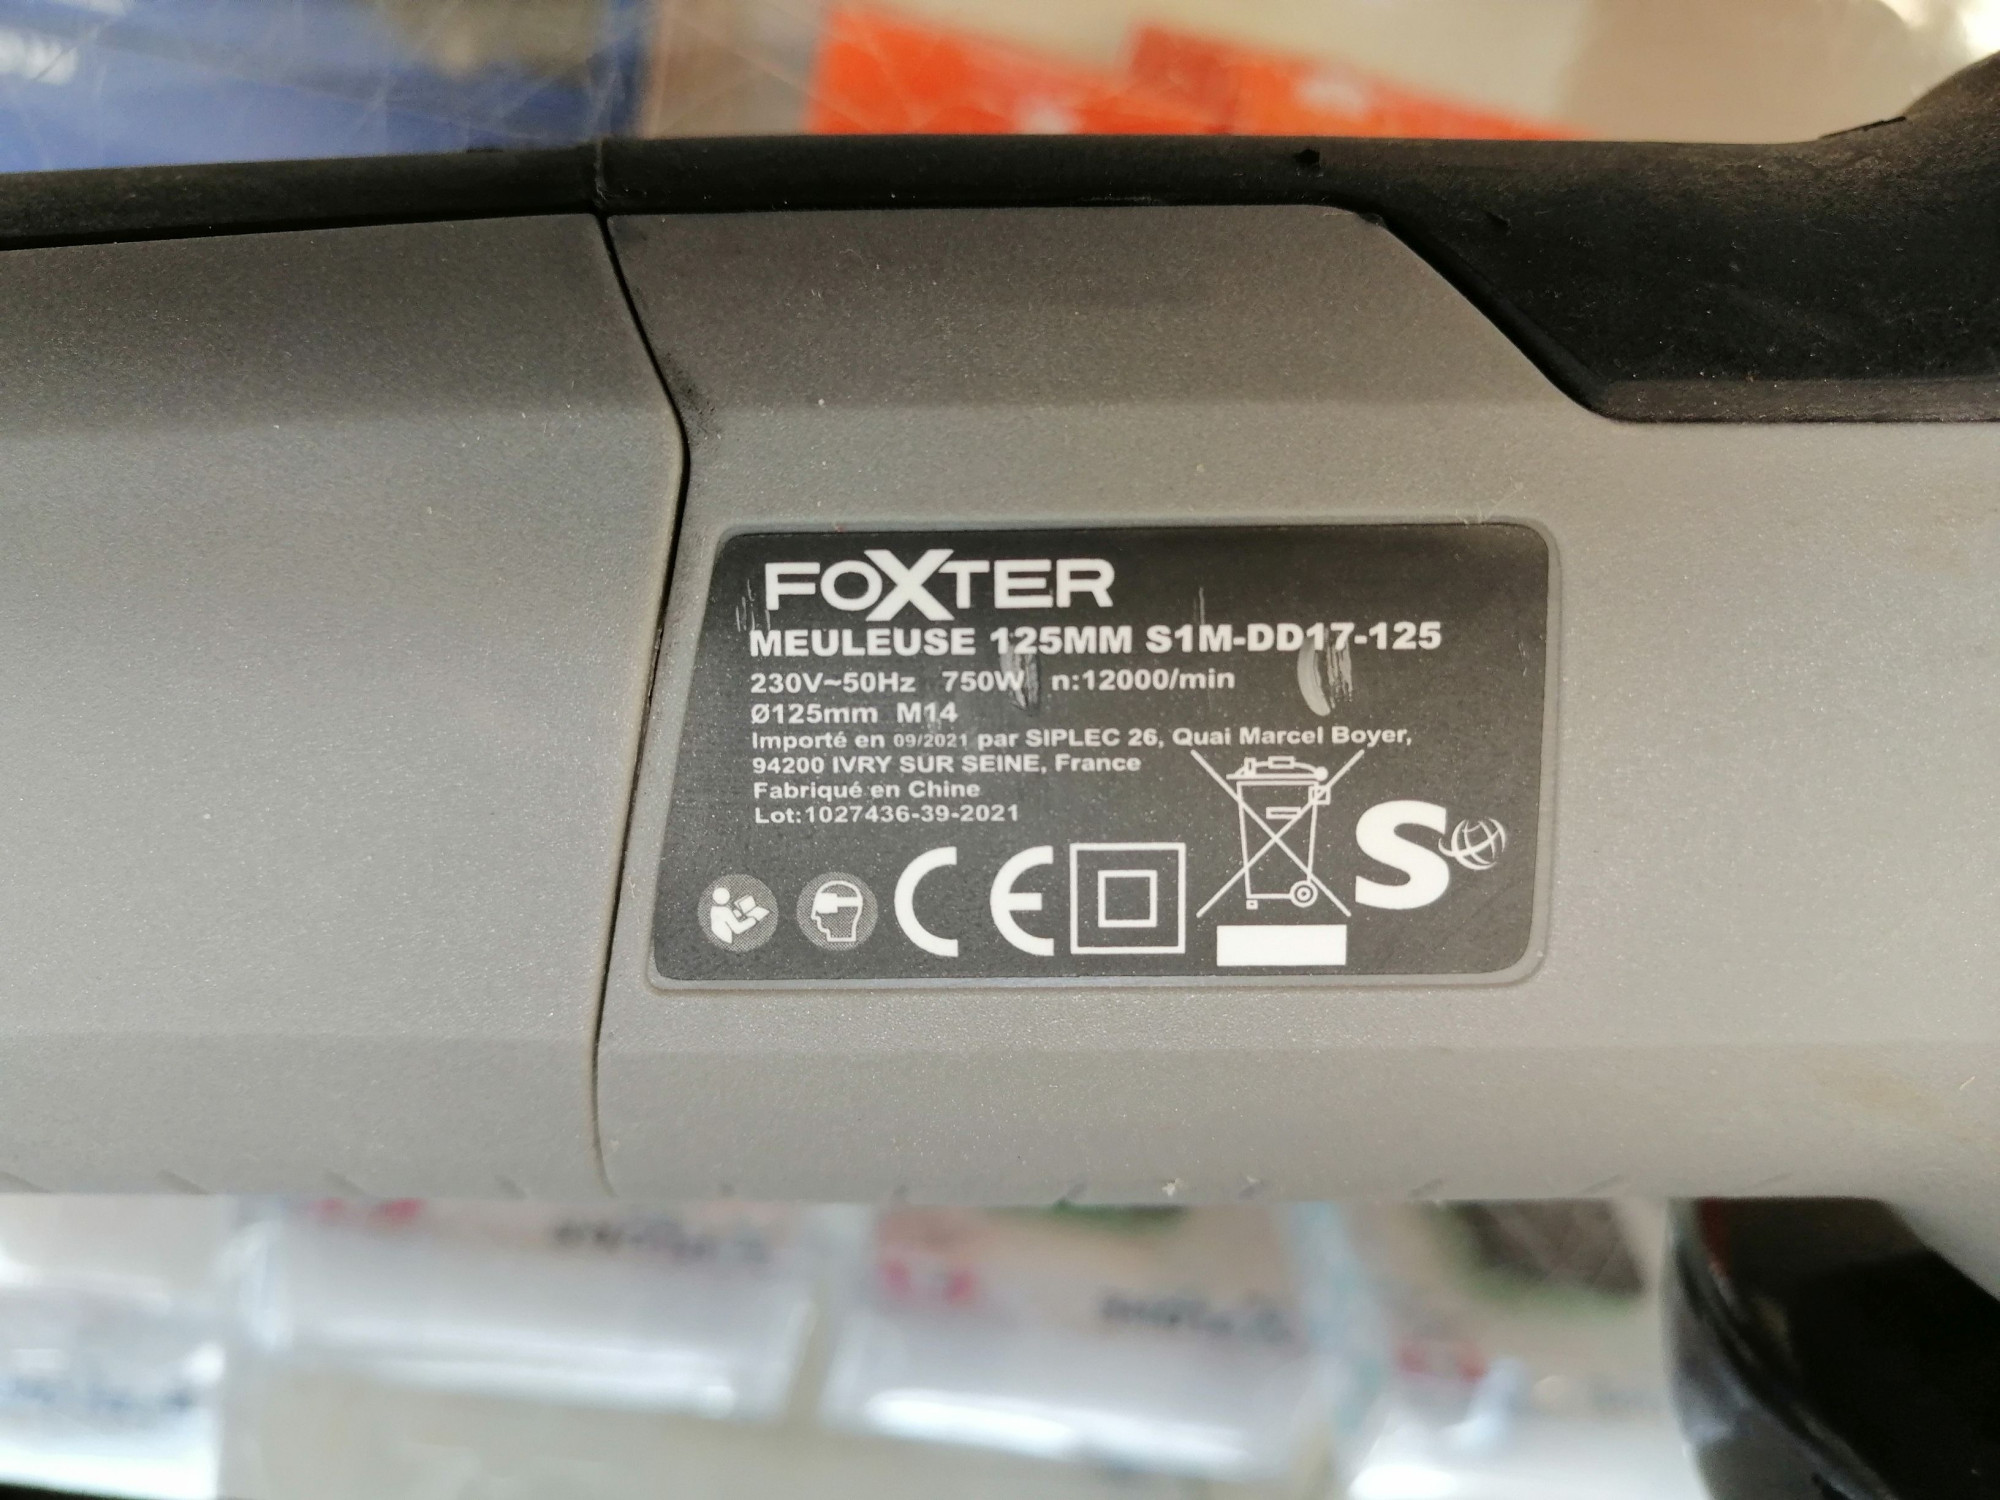 FOXTER
MEULEUSE 125MM S1M-DD17-125
230V~50Hz 750W n:12000/min
Ø125mm M14
Importé en 09/2021 par SIPLEC 26, Quai Marcel Boyer,
94200 IVRY SUR SEINE, France
Fabriqué en Chine
Lot:1027436-39-2021
CE
S